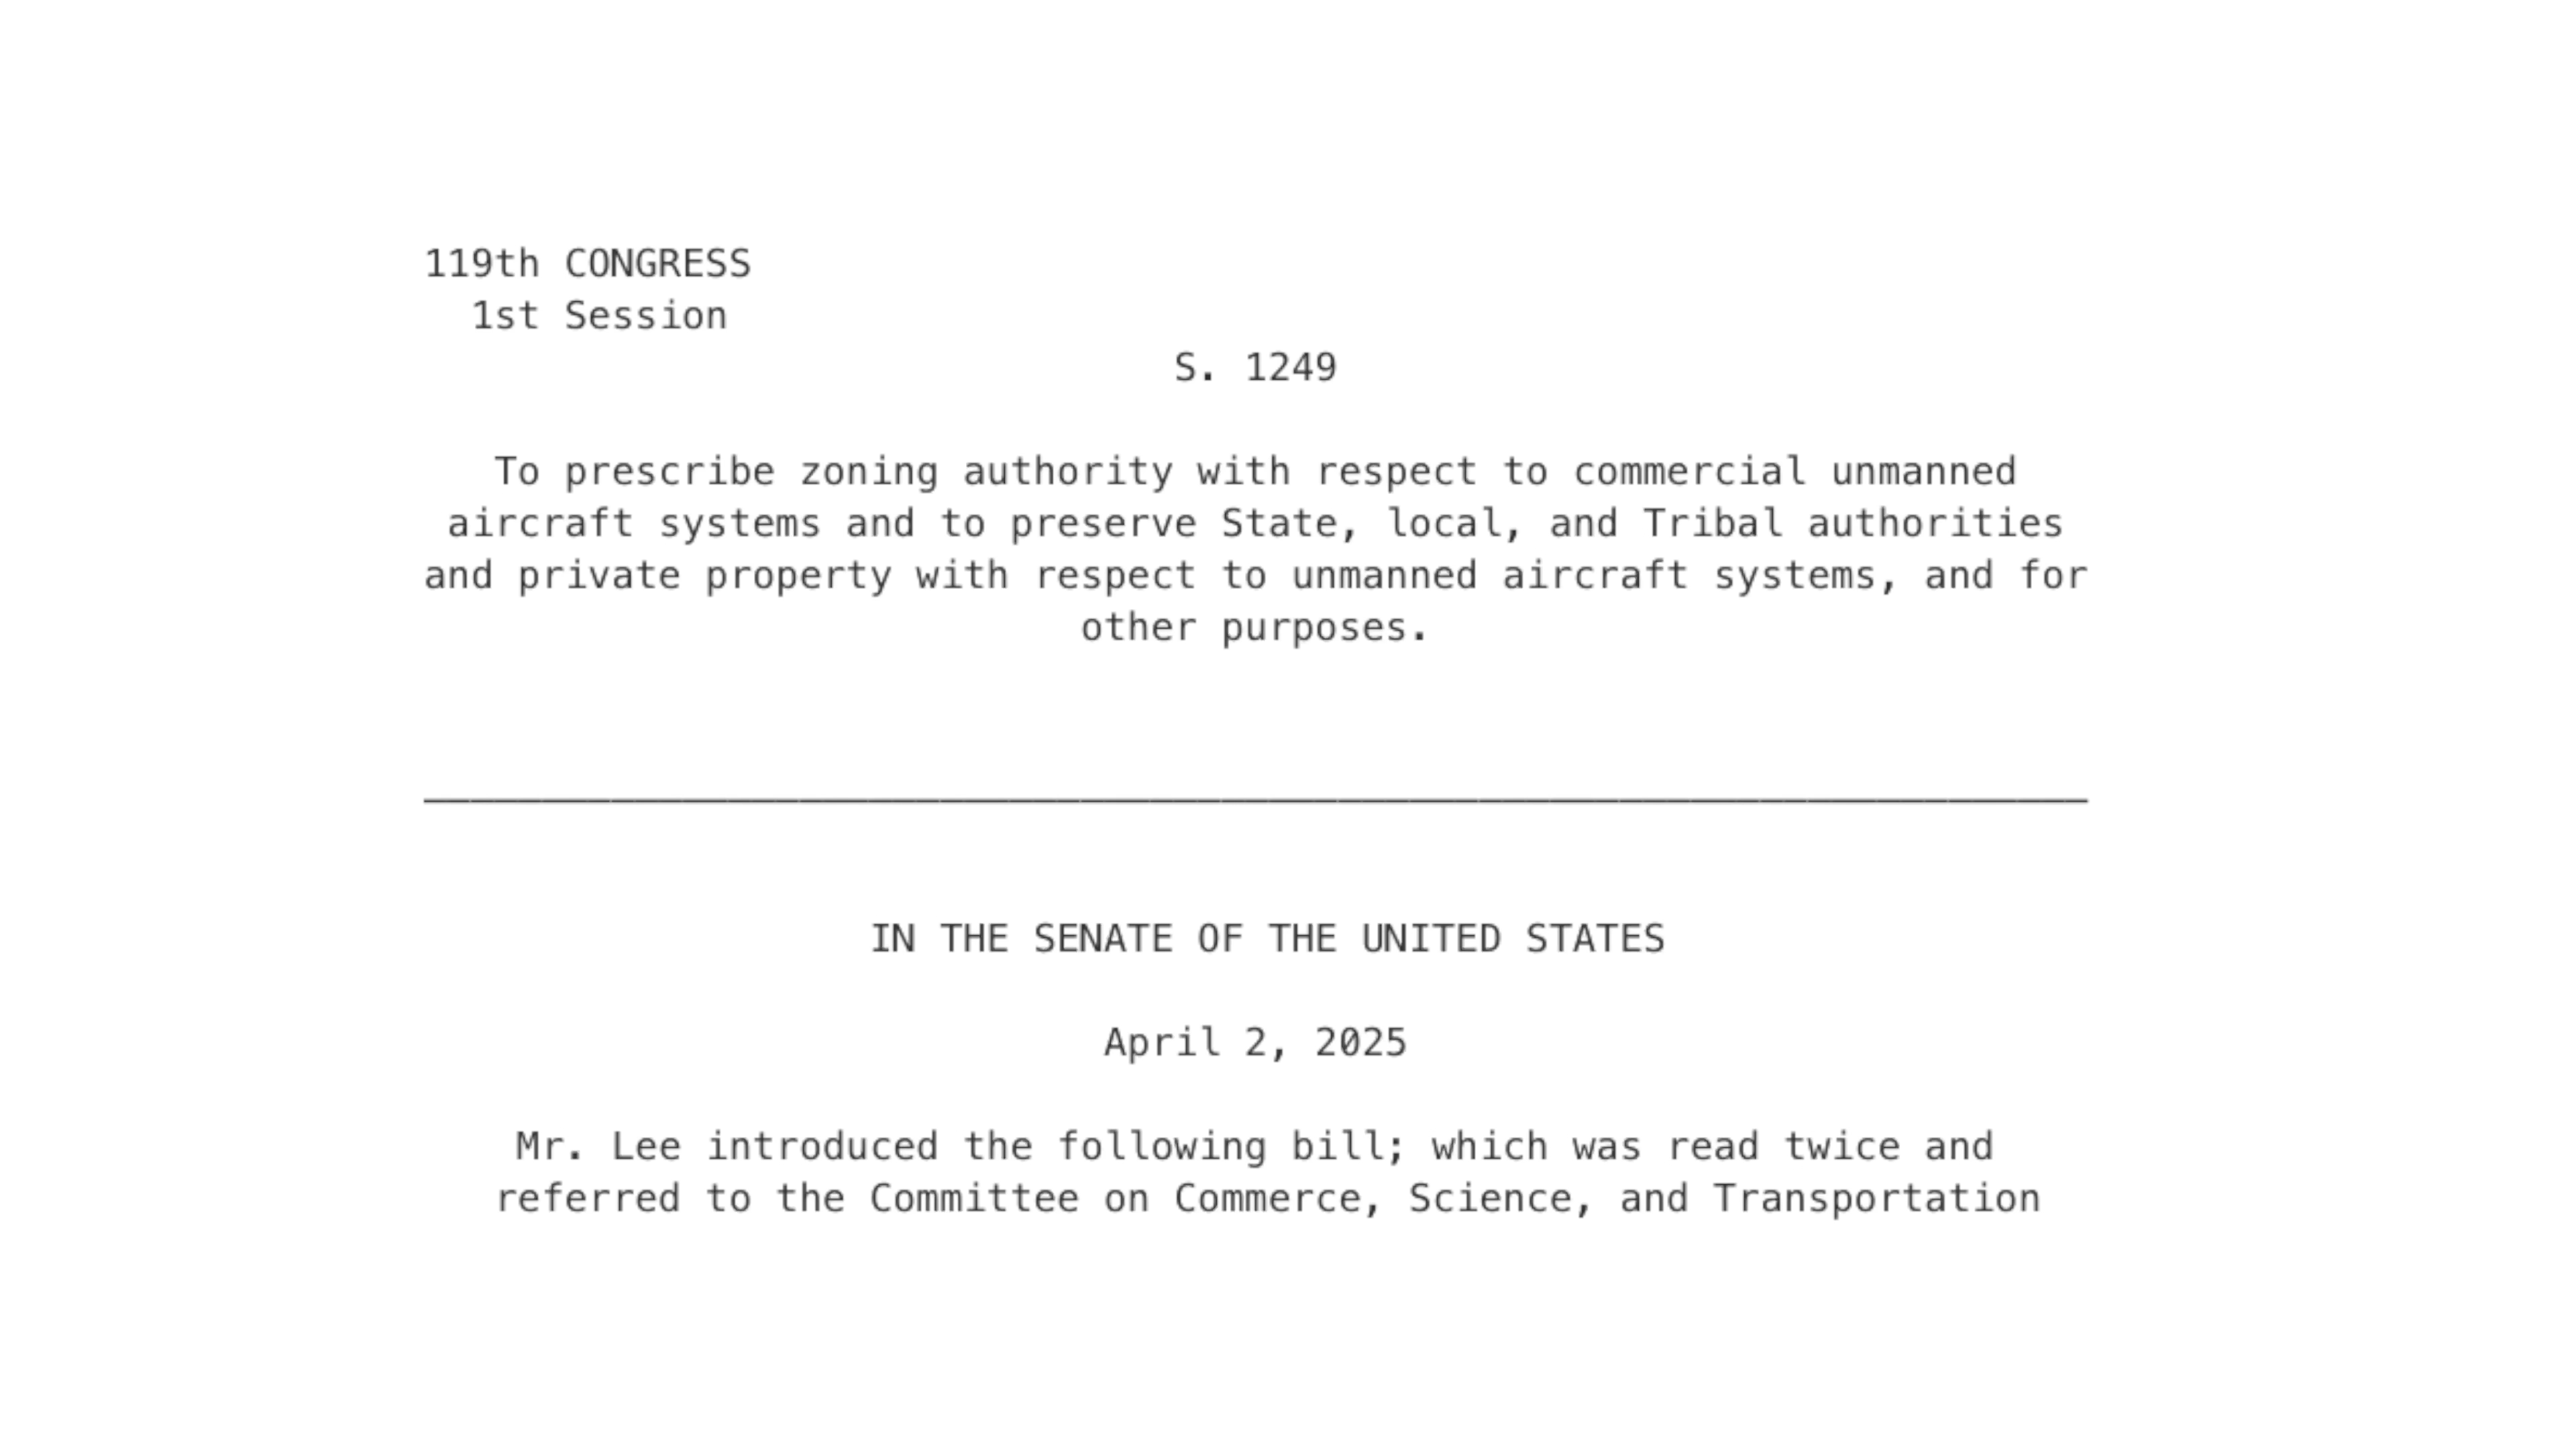 119th CONGRESS
1st Session
S. 1249
To prescribe zoning authority with respect to commercial unmanned
aircraft systems and to preserve State, local, and Tribal authorities
and private property with respect to unmanned aircraft systems, and for
other purposes.
IN THE SENATE OF THE UNITED STATES
April 2, 2025
Mr. Lee introduced the following bill; which was read twice and
referred to the Committee on Commerce, Science, and Transportation